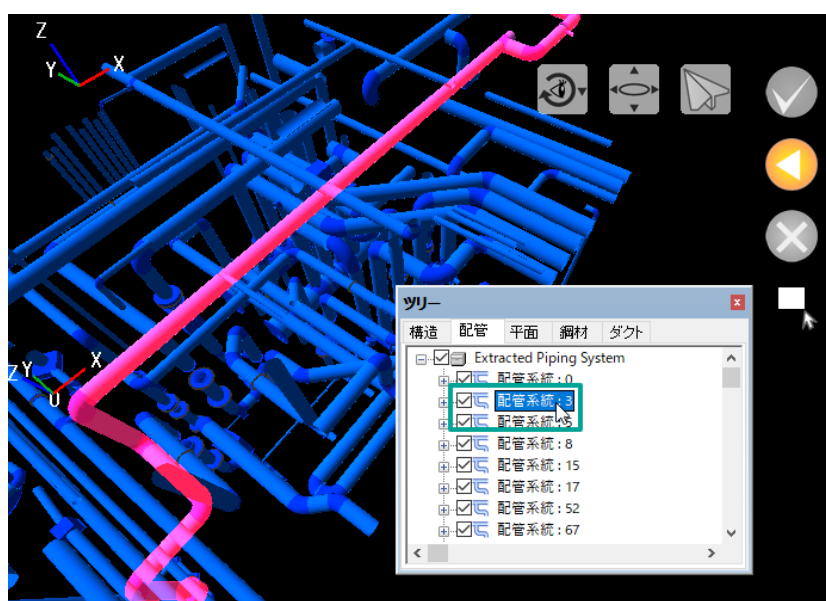 Z
Y X
ツリー
x
構造 配管 平面 鋼材 ダクト
Extracted Piping System
配管系統 : 0
配管系統 : 3
配管系統 : 5
配管系統 : 8
配管系統 : 15
配管系統 : 17
配管系統 : 52
配管系統 : 67
Z Y X
U